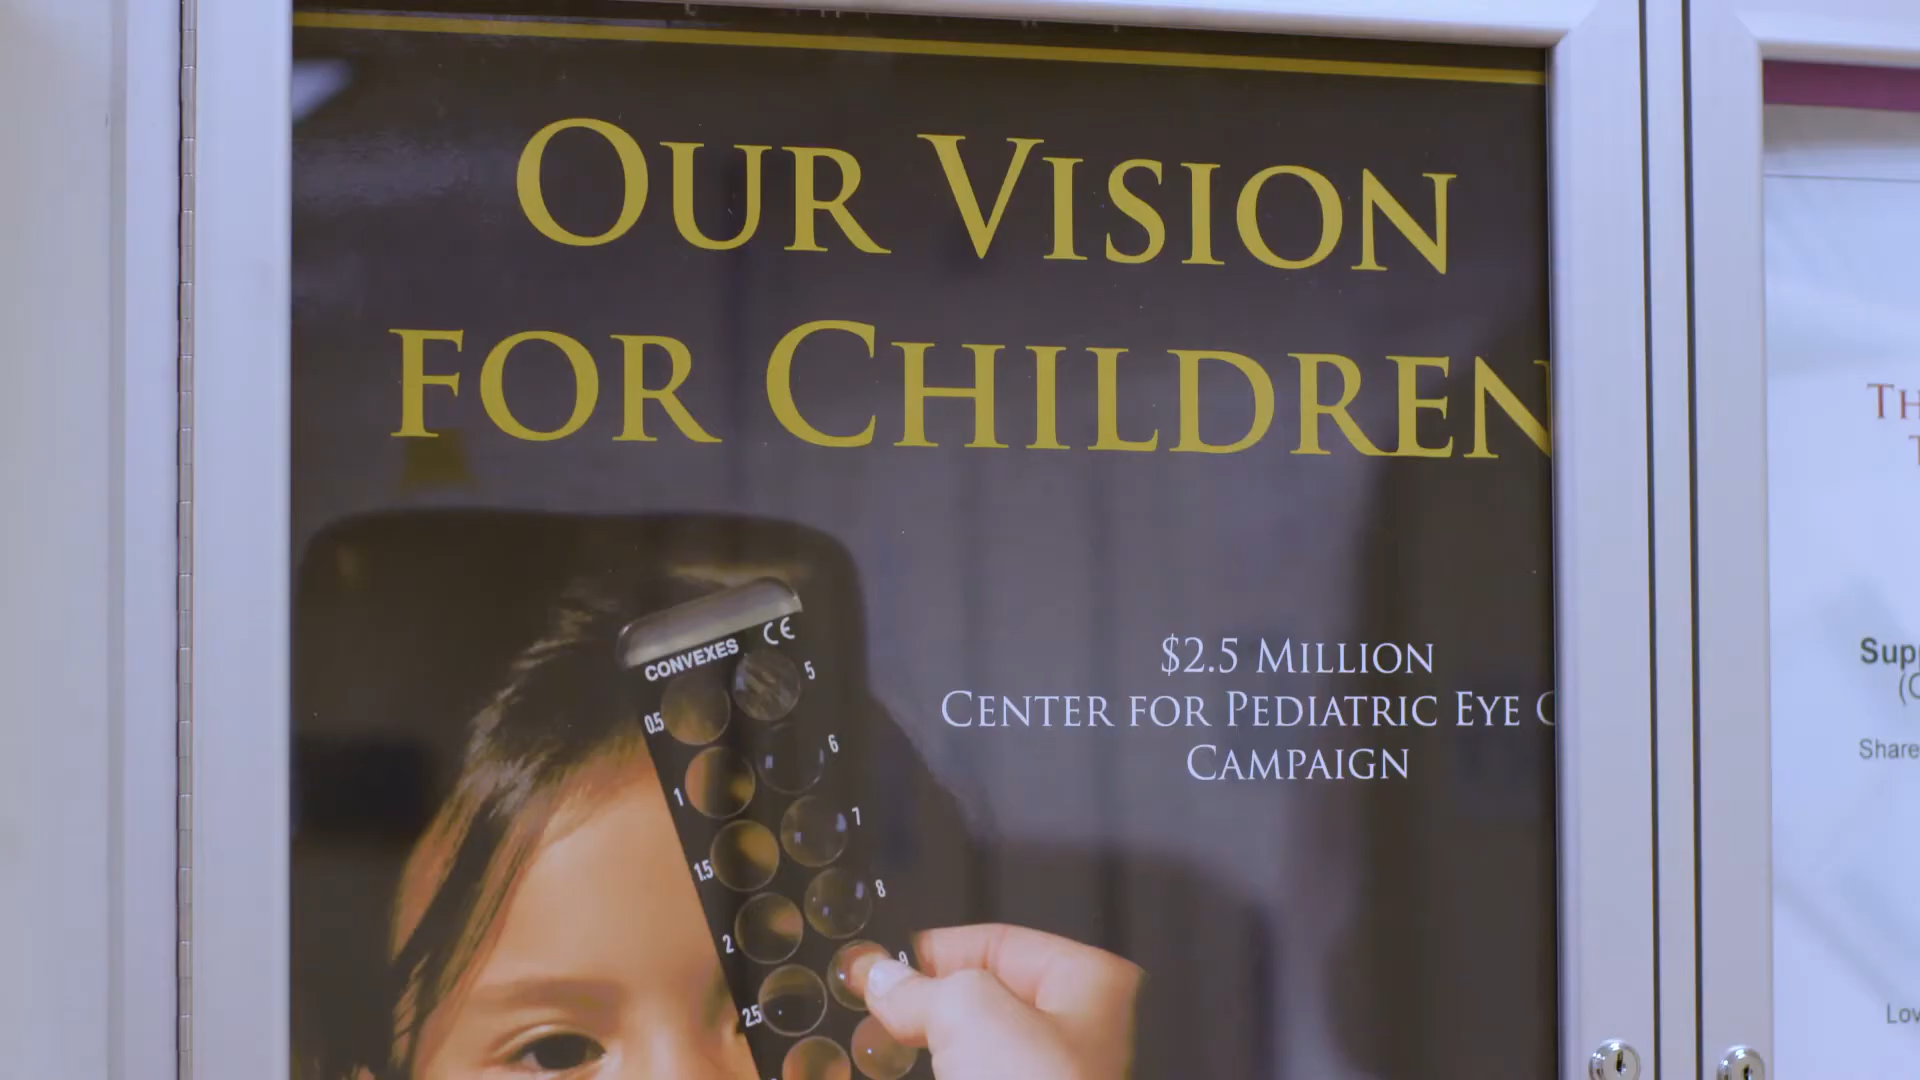 OUR VISION
FOR CHILDREN
$2.5 MILLION
CENTER FOR PEDIATRIC EYE
CAMPAIGN
CONVEXES CE
0.5 5
1 6
1.5 7
2 8
2.5 9
Share